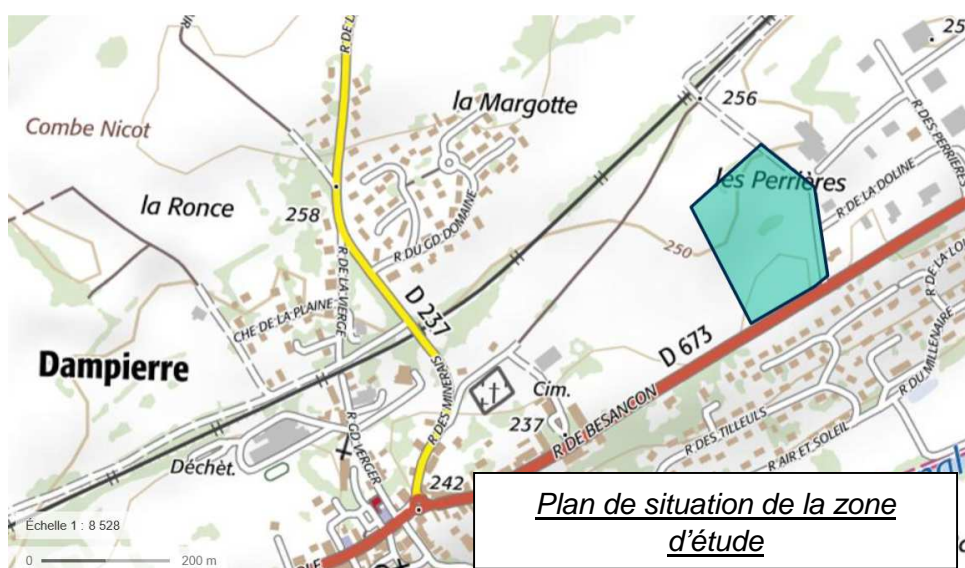 25
256
la Margotte
Combe Nicot
les Perrières
R DES PERRIÈRES
R DE LA DOLINE
la Ronce
258
R DU GD DOMAINE
250
R DE LA VIERGE
D 237
CHE DE LA PLAINE
Dampierre
D 673
R DU MILLENAIRE
Cim.
R DES MINERAIS
237
R DE BESANCON
R DES TILLEULS
R AIR ET SOLEIL
Déchèt.
R GD VERGER
242
Plan de situation de la zone
d'étude
Échelle 1 : 8 528
0 200 m